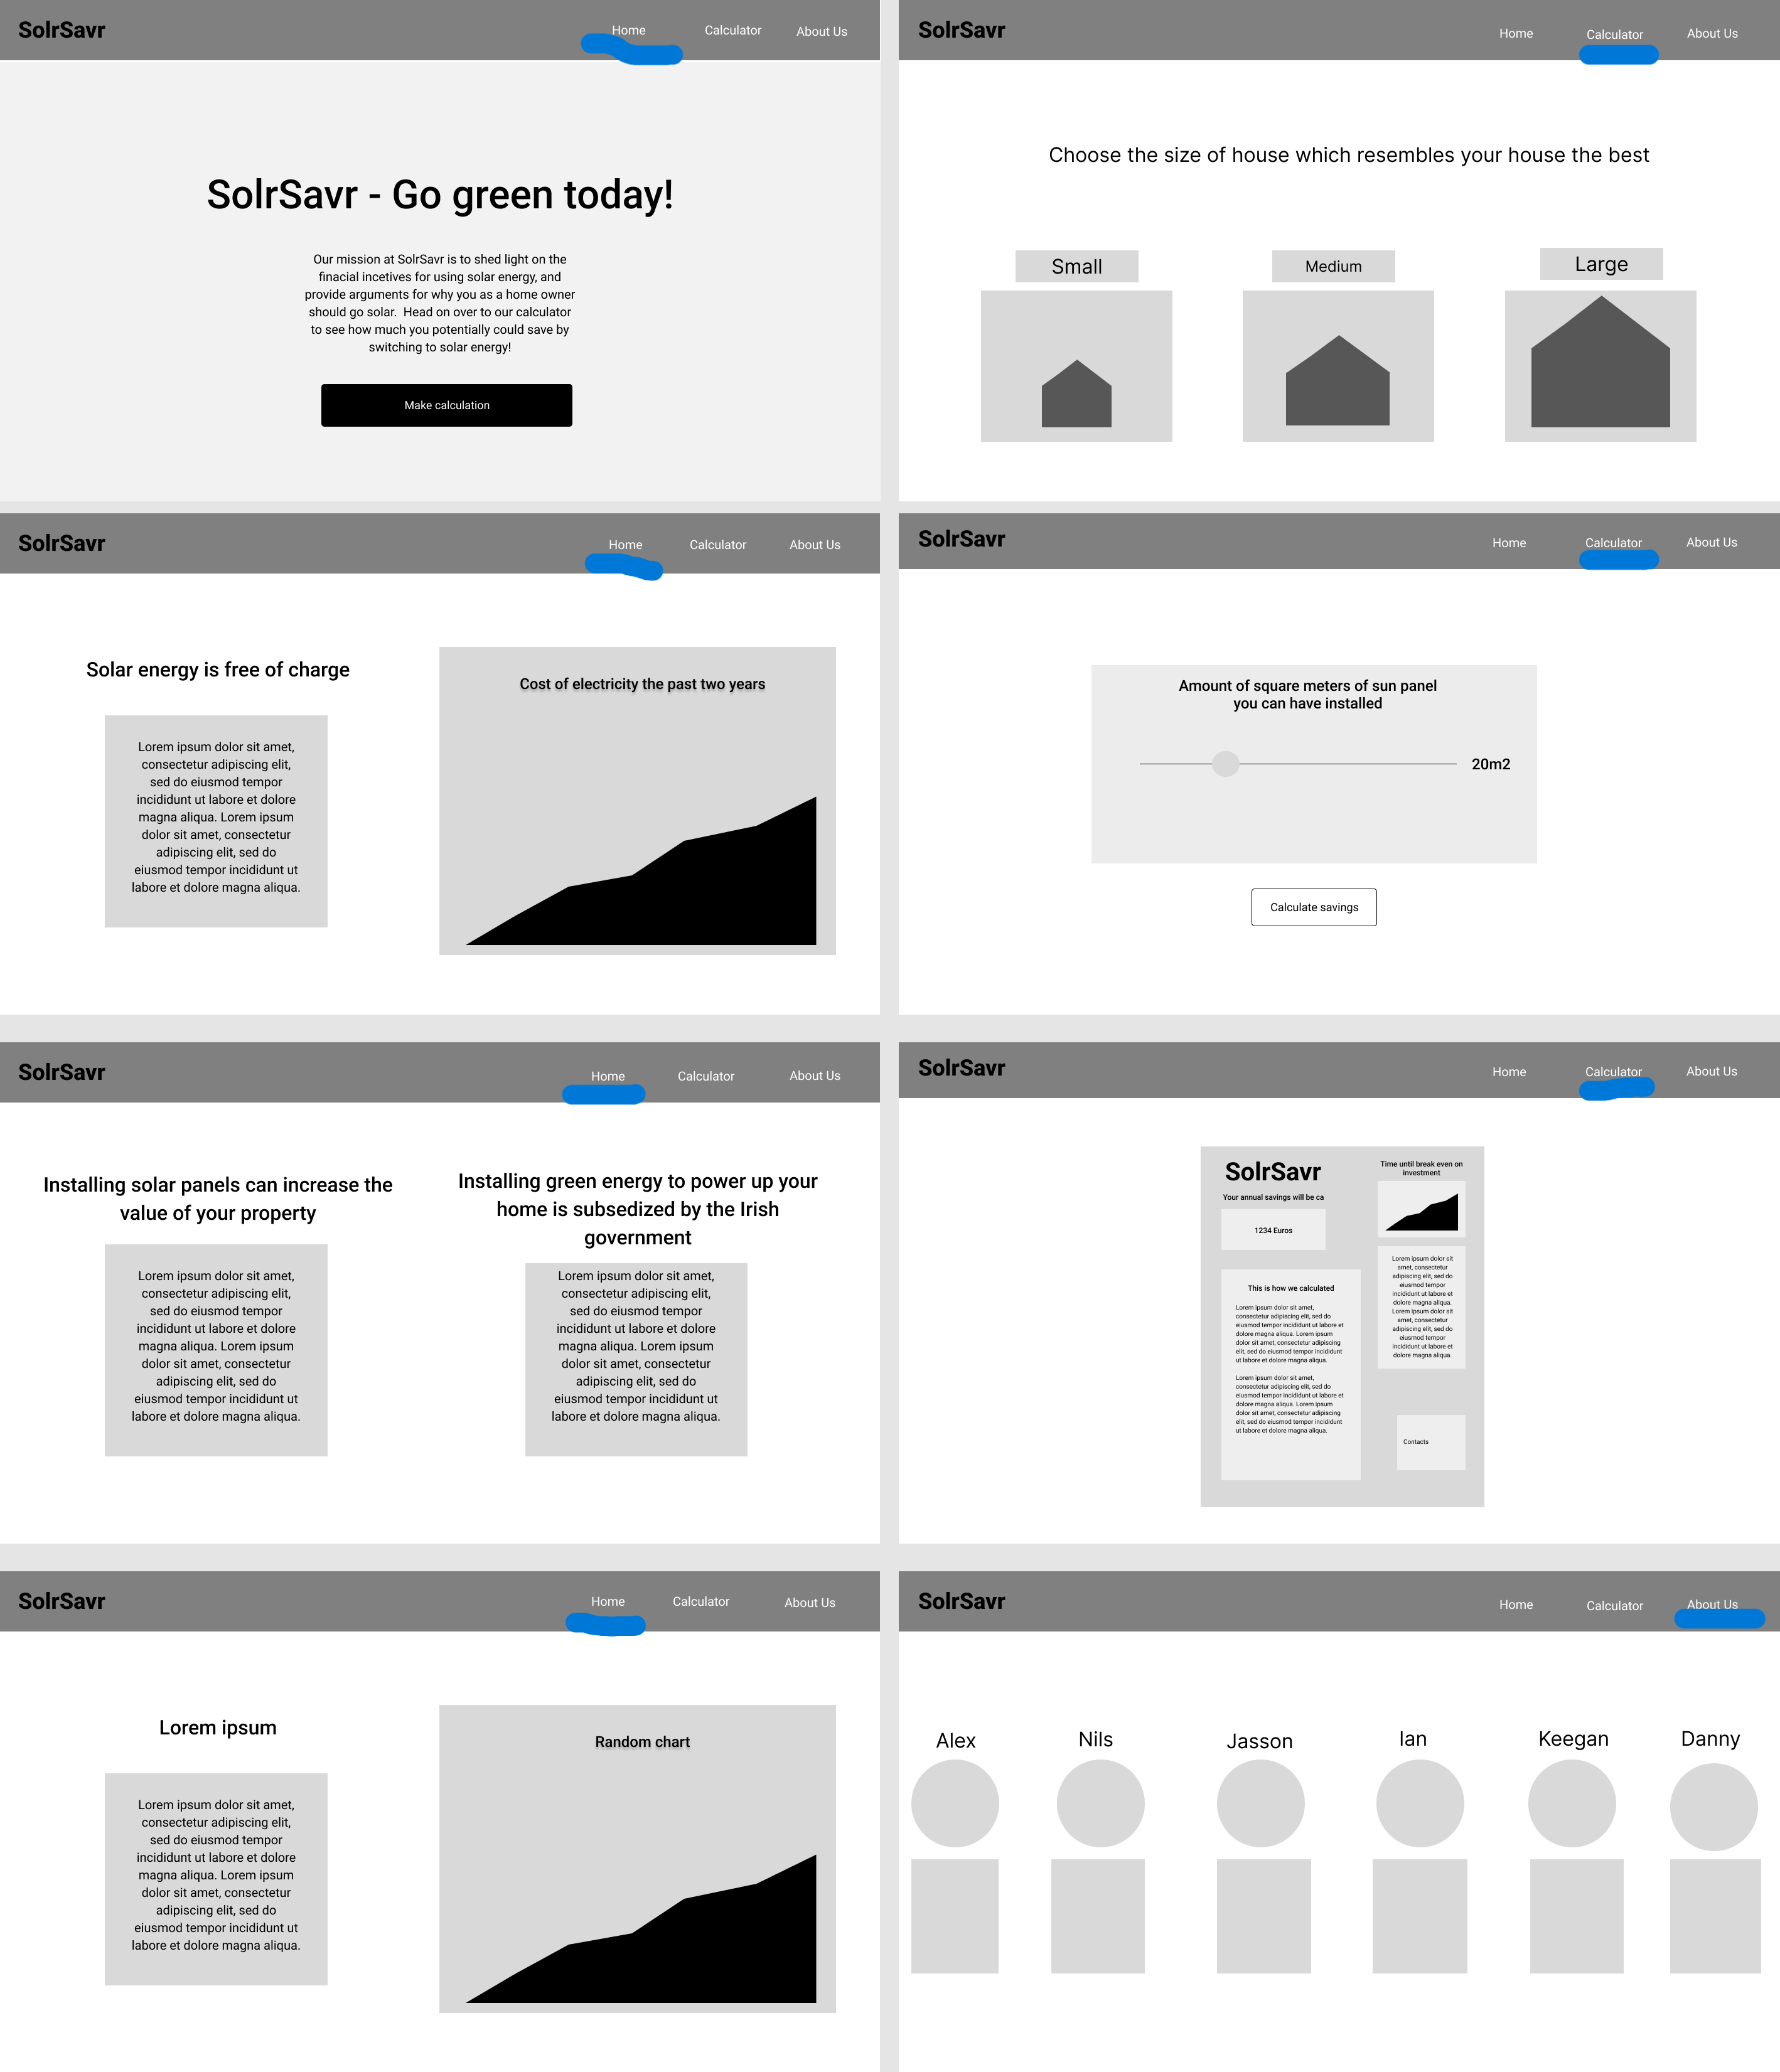 SolrSavr
Home
Calculator
About Us
SolrSavr - Go green today!
Our mission at SolrSavr is to shed light on the
finacial incetives for using solar energy, and
provide arguments for why you as a home owner
should go solar.  Head on over to our calculator
to see how much you potentially could save by
switching to solar energy!
Make calculation
SolrSavr
Home
Calculator
About Us
Choose the size of house which resembles your house the best
Small
Medium
Large
SolrSavr
Home
Calculator
About Us
Solar energy is free of charge
Lorem ipsum dolor sit amet,
consectetur adipiscing elit,
sed do eiusmod tempor
incididunt ut labore et dolore
magna aliqua. Lorem ipsum
dolor sit amet, consectetur
adipiscing elit, sed do
eiusmod tempor incididunt ut
labore et dolore magna aliqua.
Cost of electricity the past two years
SolrSavr
Home
Calculator
About Us
Amount of square meters of sun panel
you can have installed
20m2
Calculate savings
SolrSavr
Home
Calculator
About Us
Installing solar panels can increase the
value of your property
Lorem ipsum dolor sit amet,
consectetur adipiscing elit,
sed do eiusmod tempor
incididunt ut labore et dolore
magna aliqua. Lorem ipsum
dolor sit amet, consectetur
adipiscing elit, sed do
eiusmod tempor incididunt ut
labore et dolore magna aliqua.
Installing green energy to power up your
home is subsedized by the Irish
government
Lorem ipsum dolor sit amet,
consectetur adipiscing elit,
sed do eiusmod tempor
incididunt ut labore et dolore
magna aliqua. Lorem ipsum
dolor sit amet, consectetur
adipiscing elit, sed do
eiusmod tempor incididunt ut
labore et dolore magna aliqua.
SolrSavr
Home
Calculator
About Us
SolrSavr
Your annual savings will be ca
1234 Euros
This is how we calculated
Lorem ipsum dolor sit amet,
consectetur adipiscing elit, sed do
eiusmod tempor incididunt ut labore et
dolore magna aliqua. Lorem ipsum
dolor sit amet, consectetur adipiscing
elit, sed do eiusmod tempor incididunt
ut labore et dolore magna aliqua.
Lorem ipsum dolor sit amet,
consectetur adipiscing elit, sed do
eiusmod tempor incididunt ut labore et
dolore magna aliqua. Lorem ipsum
dolor sit amet, consectetur adipiscing
elit, sed do eiusmod tempor incididunt
ut labore et dolore magna aliqua.
Time until break even on
investment
Lorem ipsum dolor sit
amet, consectetur
adipiscing elit, sed do
eiusmod tempor
incididunt ut labore et
dolore magna aliqua.
Lorem ipsum dolor sit
amet, consectetur
adipiscing elit, sed do
eiusmod tempor
incididunt ut labore et
dolore magna aliqua.
Contacts
SolrSavr
Home
Calculator
About Us
Lorem ipsum
Lorem ipsum dolor sit amet,
consectetur adipiscing elit,
sed do eiusmod tempor
incididunt ut labore et dolore
magna aliqua. Lorem ipsum
dolor sit amet, consectetur
adipiscing elit, sed do
eiusmod tempor incididunt ut
labore et dolore magna aliqua.
Random chart
SolrSavr
Home
Calculator
About Us
Alex
Nils
Jasson
Ian
Keegan
Danny